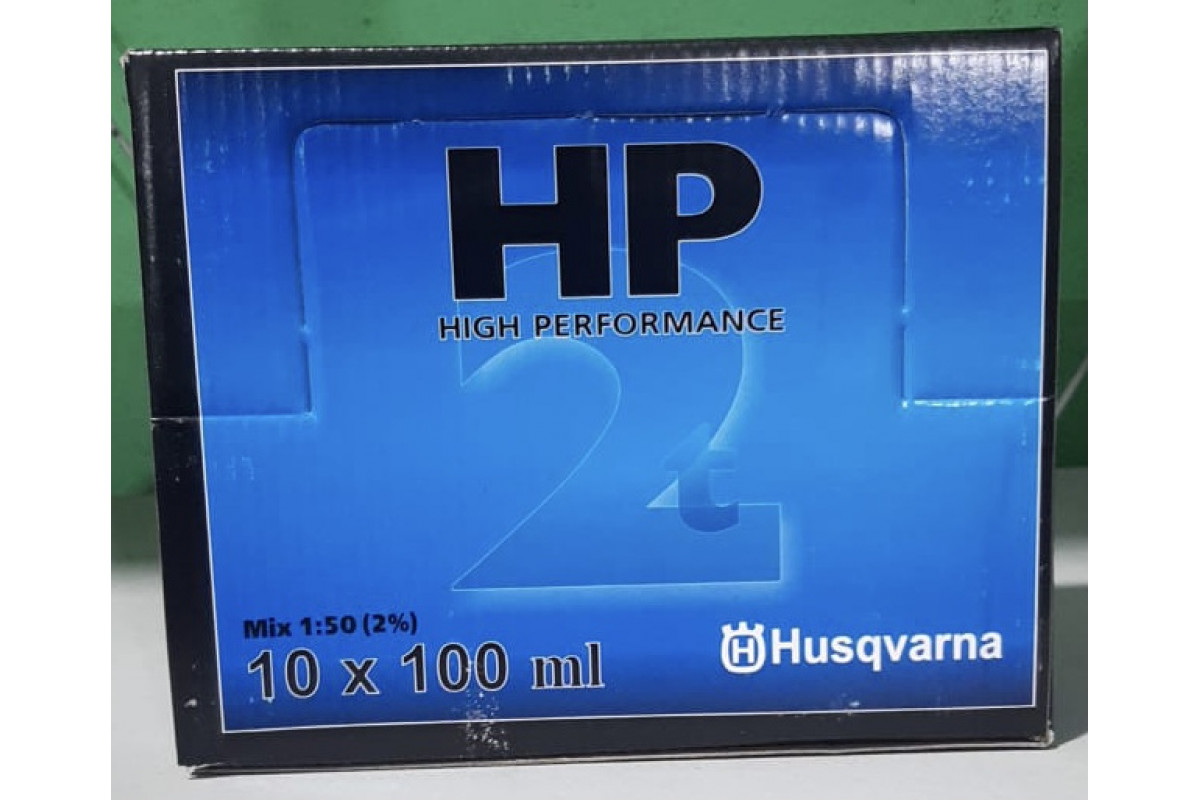 HP
HIGH PERFORMANCE
2t
Mix 1:50 (2%)
10 x 100 ml
H Husqvarna